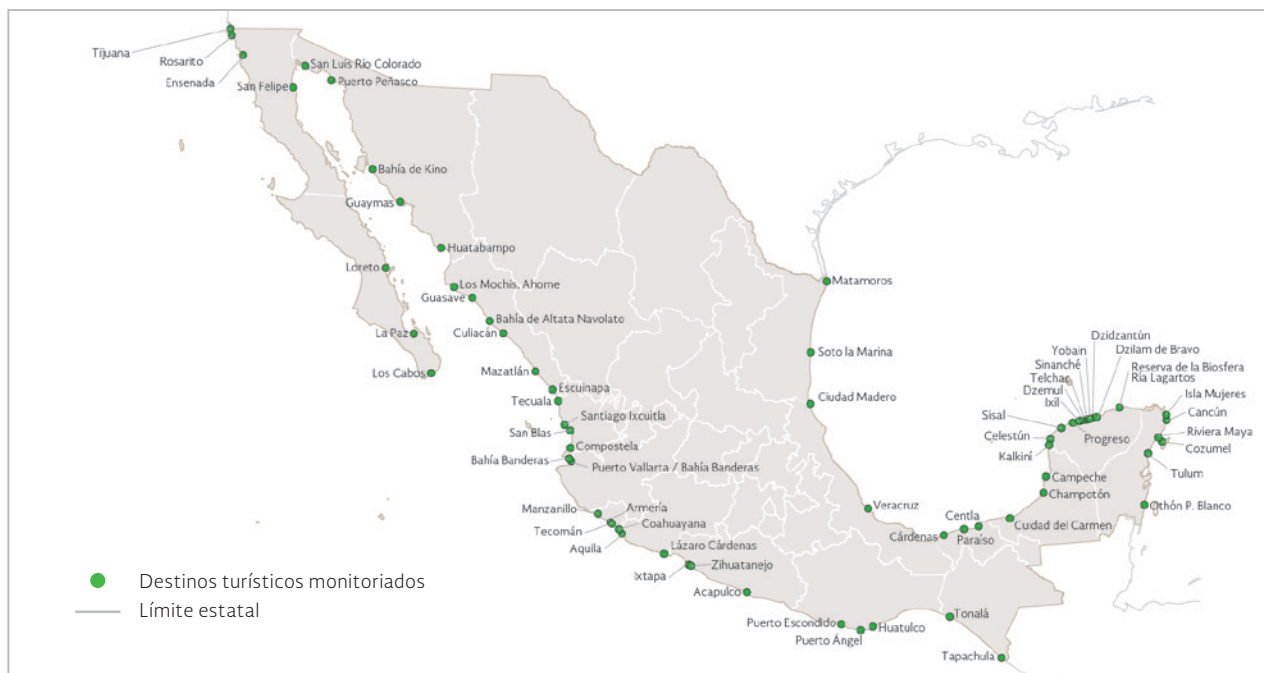 Tijuana
Rosarito
Ensenada
San Luis Río Colorado
San Felipe
Puerto Peñasco
Bahía de Kino
Guaymas
Huatabampo
Loreto
Los Mochis, Ahome
Guasave
Bahía de Altata Navolato
La Paz
Culiacán
Los Cabos
Mazatlán
Escuinapa
Tecuala
Santiago Ixcuitla
San Blas
Compostela
Bahía Banderas
Puerto Vallarta / Bahía Banderas
Manzanillo
Armería
Tecomán
Coahuayana
Aquila
Lázaro Cárdenas
Ixtapa
Zihuatanejo
Acapulco
Puerto Escondido
Puerto Ángel
Huatulco
Tonalá
Tapachula
Matamoros
Soto la Marina
Ciudad Madero
Veracruz
Cárdenas
Centla
Paraíso
Cuidad del Carmen
Champotón
Campeche
Kalkiní
Celestún
Sisal
Progreso
Ixil
Dzemul
Telchac
Sinanché
Yobain
Dzidzantún
Dzilam de Bravo
Reserva de la Biosfera
Ría Lagartos
Isla Mujeres
Cancún
Riviera Maya
Cozumel
Tulum
Othón P. Blanco
Destinos turísticos monitoriados
Límite estatal